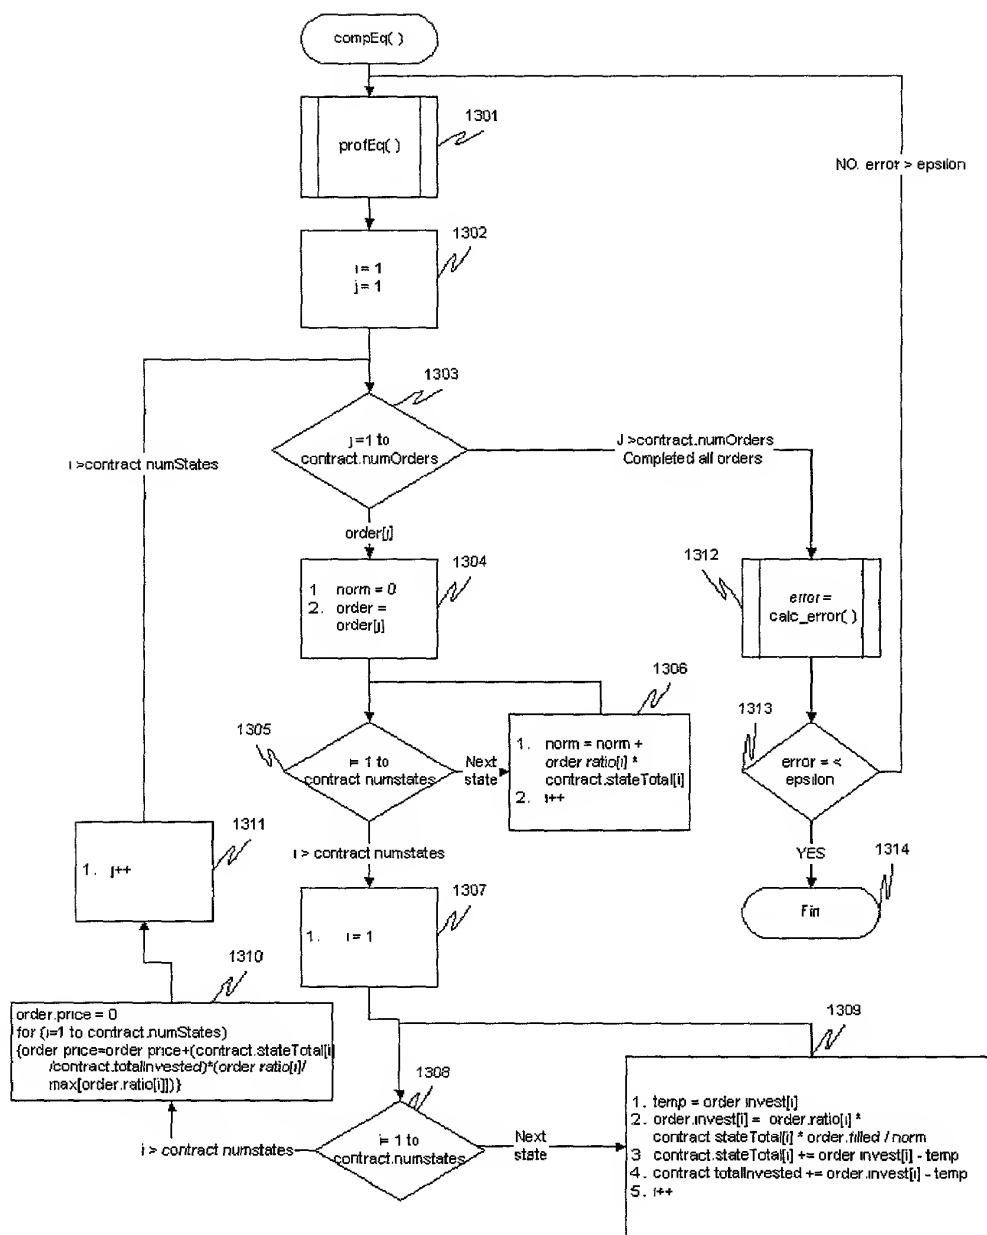 compEq( )
1301
profEq( )
NO. error > epsilon
1302
i= 1
j= 1
1303
j =1 to
contract.numOrders
J >contract.numOrders
Completed all orders
i >contract numStates
order[j]
1304
1 norm = 0
2. order =
order[j]
1312
error =
calc_error( )
1306
1305
i= 1 to
contract numstates
Next
state
1. norm = norm +
order ratio[i] *
contract.stateTotal[i]
2. i++
1313
error = <
epsilon
1311
1. j++
i > contract numstates
YES
1314
Fin
1307
1. i= 1
1310
order.price = 0
for (i=1 to contract.numStates)
{order price=order price+(contract.stateTotal[i]
/contract.totalInvested)*(order ratio[i]/
max[order.ratio[i]])}
1309
1308
i= 1 to
contract.numstates
i > contract numstates
Next
state
1. temp = order invest[i]
2. order.invest[i] = order.ratio[i] *
contract stateTotal[i] * order.filled / norm
3 contract.stateTotal[i] += order invest[i] - temp
4. contract totalInvested += order.invest[i] - temp
5. i++